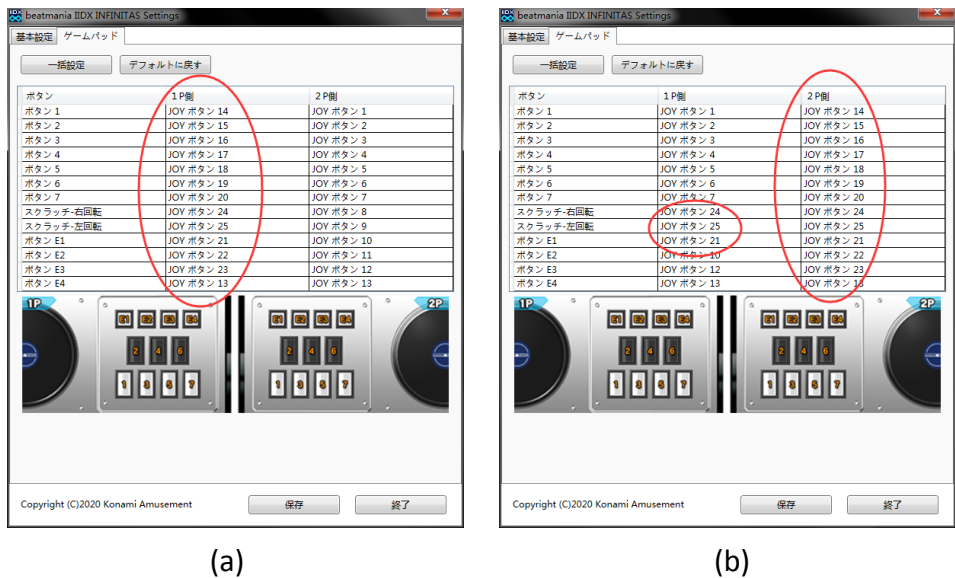 beatmania IIDX INFINITAS Settings
基本設定 ゲームパッド
一括設定 デフォルトに戻す
ボタン 1P側 2P側
ボタン 1 JOY ボタン 14 JOY ボタン 1
ボタン 2 JOY ボタン 15 JOY ボタン 2
ボタン 3 JOY ボタン 16 JOY ボタン 3
ボタン 4 JOY ボタン 17 JOY ボタン 4
ボタン 5 JOY ボタン 18 JOY ボタン 5
ボタン 6 JOY ボタン 19 JOY ボタン 6
ボタン 7 JOY ボタン 20 JOY ボタン 7
スクラッチ-右回転 JOY ボタン 24 JOY ボタン 8
スクラッチ-左回転 JOY ボタン 25 JOY ボタン 9
ボタン E1 JOY ボタン 21 JOY ボタン 10
ボタン E2 JOY ボタン 22 JOY ボタン 11
ボタン E3 JOY ボタン 23 JOY ボタン 12
ボタン E4 JOY ボタン 13 JOY ボタン 13
1P 2P
E1 E2 E3 E4 E1 E2 E3 E4
2 4 6 2 4 6
1 3 5 7 1 3 5 7
Copyright (C)2020 Konami Amusement 保存 終了
(a)
beatmania IIDX INFINITAS Settings
基本設定 ゲームパッド
一括設定 デフォルトに戻す
ボタン 1P側 2P側
ボタン 1 JOY ボタン 1 JOY ボタン 14
ボタン 2 JOY ボタン 2 JOY ボタン 15
ボタン 3 JOY ボタン 3 JOY ボタン 16
ボタン 4 JOY ボタン 4 JOY ボタン 17
ボタン 5 JOY ボタン 5 JOY ボタン 18
ボタン 6 JOY ボタン 6 JOY ボタン 19
ボタン 7 JOY ボタン 7 JOY ボタン 20
スクラッチ-右回転 JOY ボタン 24 JOY ボタン 24
スクラッチ-左回転 JOY ボタン 25 JOY ボタン 25
ボタン E1 JOY ボタン 21 JOY ボタン 21
ボタン E2 JOY ボタン 10 JOY ボタン 22
ボタン E3 JOY ボタン 12 JOY ボタン 23
ボタン E4 JOY ボタン 13 JOY ボタン 13
1P 2P
E1 E2 E3 E4 E1 E2 E3 E4
2 4 6 2 4 6
1 3 5 7 1 3 5 7
Copyright (C)2020 Konami Amusement 保存 終了
(b)